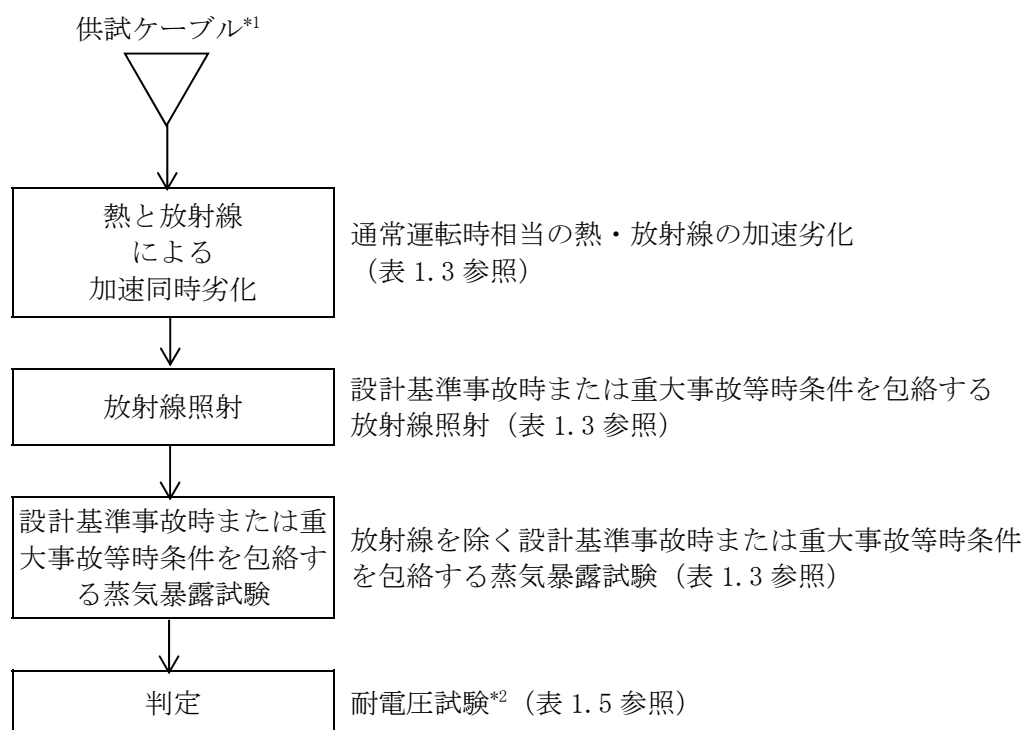 供試ケーブル*1
熱と放射線
による
加速同時劣化
通常運転時相当の熱・放射線の加速劣化
（表 1.3 参照）
放射線照射
設計基準事故時または重大事故等時条件を包絡する
放射線照射（表 1.3 参照）
設計基準事故時または重
大事故等時条件を包絡す
る蒸気暴露試験
放射線を除く設計基準事故時または重大事故等時条件
を包絡する蒸気暴露試験（表 1.3 参照）
判定
耐電圧試験*2（表 1.5 参照）